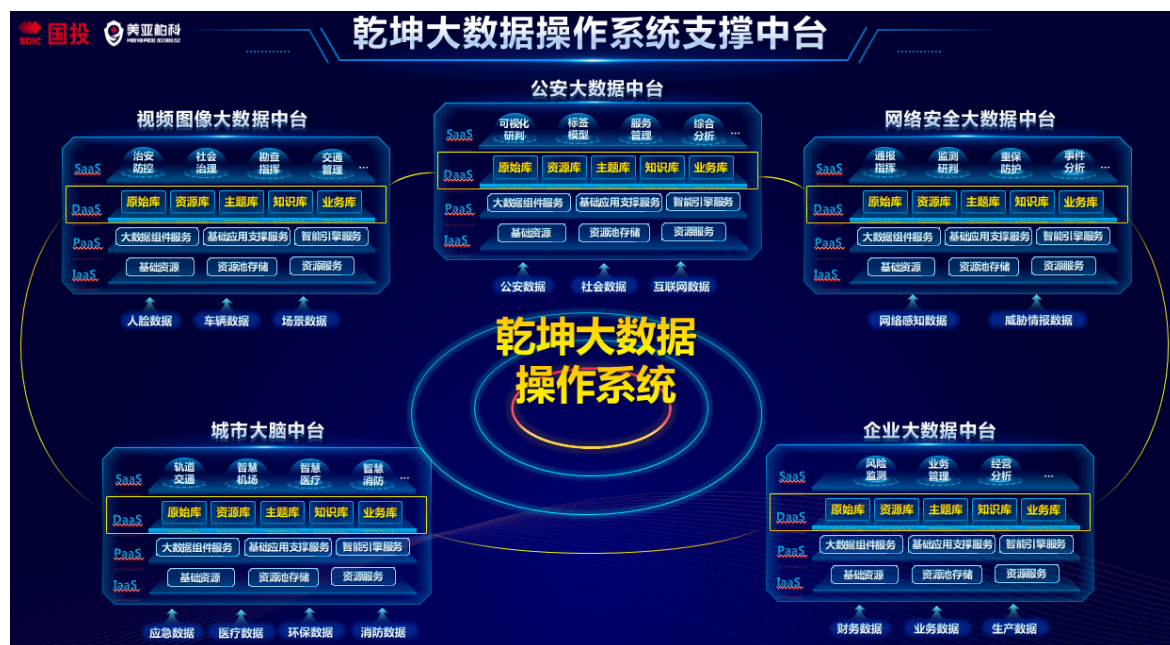 SDIC 国投 美亚柏科
乾坤大数据操作系统支撑中台
公安大数据中台
SaaS 可视化研判 标签模型 服务管理 综合分析 ...
DaaS 原始库 资源库 主题库 知识库 业务库
PaaS 大数据组件服务 基础应用支撑服务 智能引擎服务
IaaS 基础资源 资源池存储 资源服务
公安数据 社会数据 互联网数据
视频图像大数据中台
SaaS 治安防控 社会治理 勘查指挥 交通管理 ...
DaaS 原始库 资源库 主题库 知识库 业务库
PaaS 大数据组件服务 基础应用支撑服务 智能引擎服务
IaaS 基础资源 资源池存储 资源服务
人脸数据 车辆数据 场景数据
网络安全大数据中台
SaaS 通报指挥 监测研判 重保防护 事件分析 ...
DaaS 原始库 资源库 主题库 知识库 业务库
PaaS 大数据组件服务 基础应用支撑服务 智能引擎服务
IaaS 基础资源 资源池存储 资源服务
网络感知数据 威胁情报数据
乾坤大数据
操作系统
城市大脑中台
SaaS 轨道交通 智慧机场 智慧医疗 智慧消防 ...
DaaS 原始库 资源库 主题库 知识库 业务库
PaaS 大数据组件服务 基础应用支撑服务 智能引擎服务
IaaS 基础资源 资源池存储 资源服务
应急数据 医疗数据 环保数据 消防数据
企业大数据中台
SaaS 风险监测 业务管理 经营分析 ...
DaaS 原始库 资源库 主题库 知识库 业务库
PaaS 大数据组件服务 基础应用支撑服务 智能引擎服务
IaaS 基础资源 资源池存储 资源服务
财务数据 业务数据 生产数据